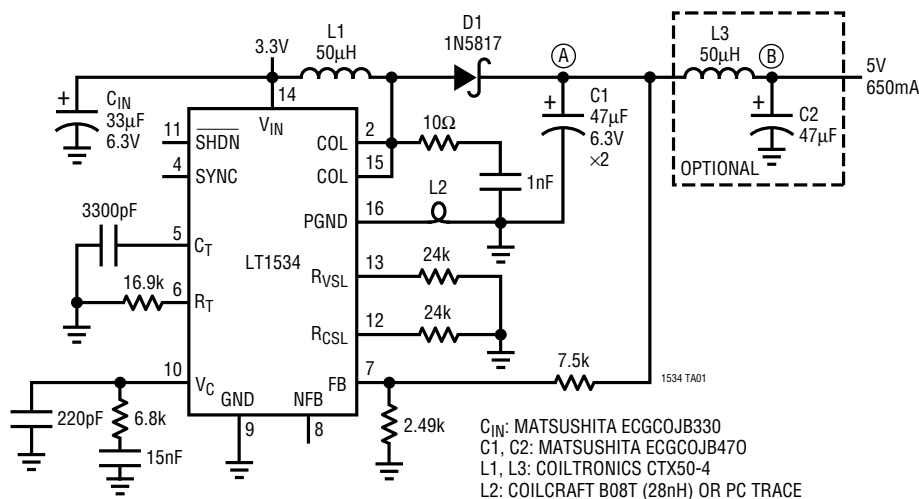 L1
50μH
D1
1N5817
A
L3
50μH
B
5V
650mA
3.3V
CIN
33μF
6.3V
+
14
VIN
C1
47μF
6.3V
×2
+
C2
47μF
+
OPTIONAL
11
SHDN
4
SYNC
2
COL
15
COL
10Ω
1nF
L2
16
PGND
3300pF
5
CT
LT1534
RVSL
13
24k
16.9k
6
RT
RCSL
12
24k
10
VC
FB
7
7.5k
1534 TA01
GND
NFB
9
8
220pF
6.8k
15nF
2.49k
CIN: MATSUSHITA ECGCOJB330
C1, C2: MATSUSHITA ECGCOJB47O
L1, L3: COILTRONICS CTX50-4
L2: COILCRAFT B08T (28nH) OR PC TRACE